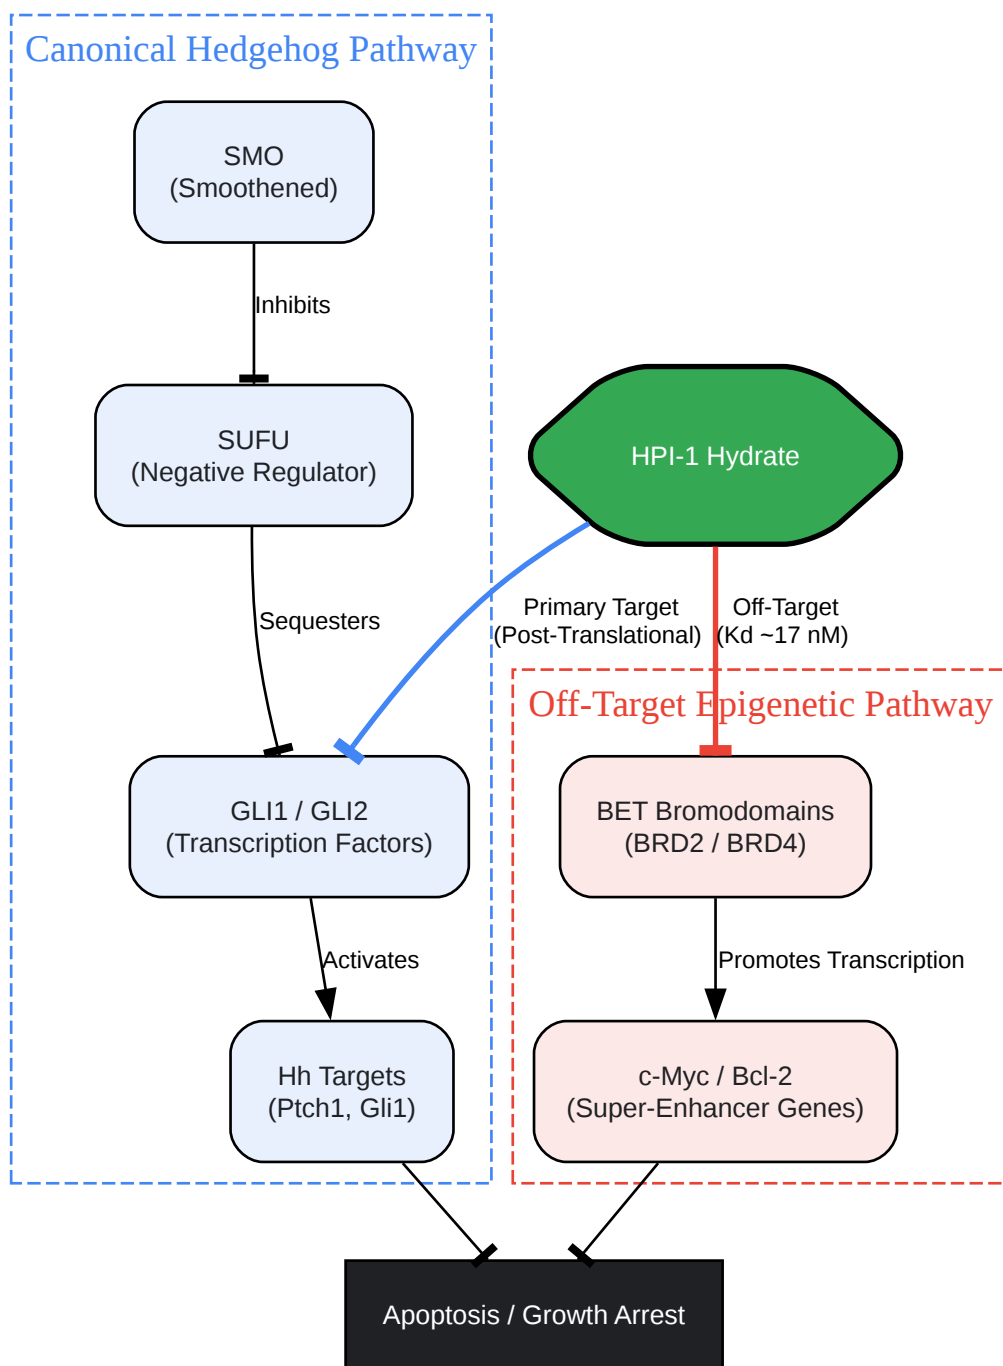 Canonical Hedgehog Pathway
SMO
(Smoothened)
Inhibits
SUFU
(Negative Regulator)
HPI-1 Hydrate
Sequesters
Primary Target
(Post-Translational)
Off-Target
(Kd ~17 nM)
Off-Target Epigenetic Pathway
GLI1 / GLI2
(Transcription Factors)
BET Bromodomains
(BRD2 / BRD4)
Activates
Promotes Transcription
Hh Targets
(Ptch1, Gli1)
c-Myc / Bcl-2
(Super-Enhancer Genes)
Apoptosis / Growth Arrest